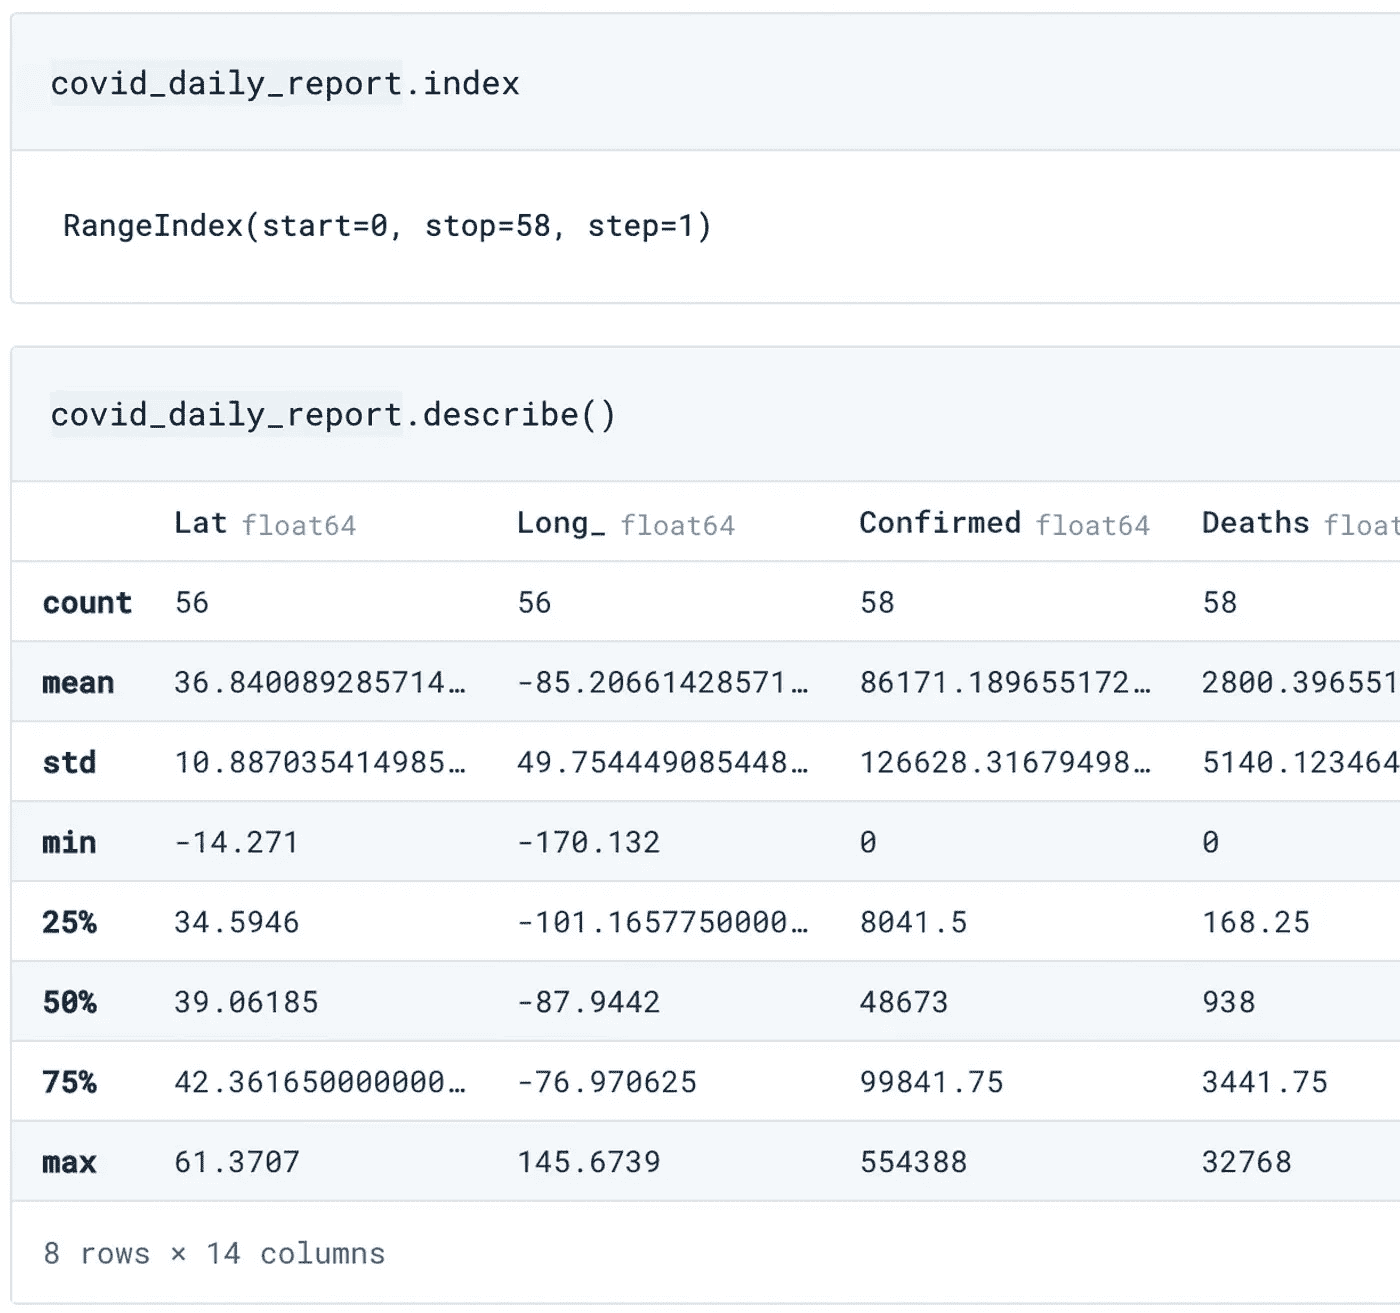 covid_daily_report.index
RangeIndex(start=0, stop=58, step=1)
covid_daily_report.describe()
Lat float64 Long_ float64 Confirmed float64 Deaths float
count 56 56 58 58
mean 36.840089285714… -85.20661428571… 86171.189655172… 2800.396551
std 10.887035414985… 49.754449085448… 126628.31679498… 5140.123464
min -14.271 -170.132 0 0
25% 34.5946 -101.1657750000… 8041.5 168.25
50% 39.06185 -87.9442 48673 938
75% 42.361650000000… -76.970625 99841.75 3441.75
max 61.3707 145.6739 554388 32768
8 rows × 14 columns